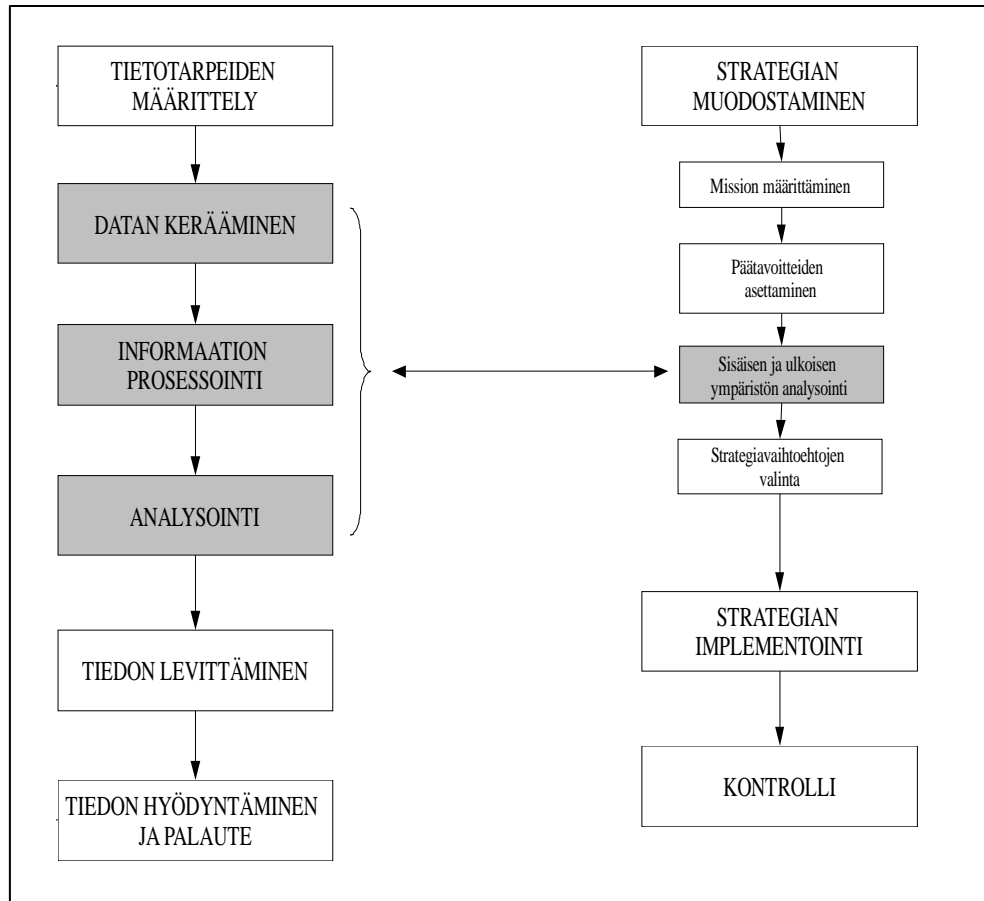 TIETOTARPEIDEN
MÄÄRITTELY
DATAN KERÄÄMINEN
INFORMAATION
PROSESSOINTI
ANALYSOINTI
TIEDON LEVITTÄMINEN
TIEDON HYÖDYNTÄMINEN
JA PALAUTE
STRATEGIAN
MUODOSTAMINEN
Mission määrittäminen
Päätavoitteiden
asettaminen
Sisäisen ja ulkoisen
ympäristön analysointi
Strategiavaihtoehtojen
valinta
STRATEGIAN
IMPLEMENTOINTI
KONTROLLI